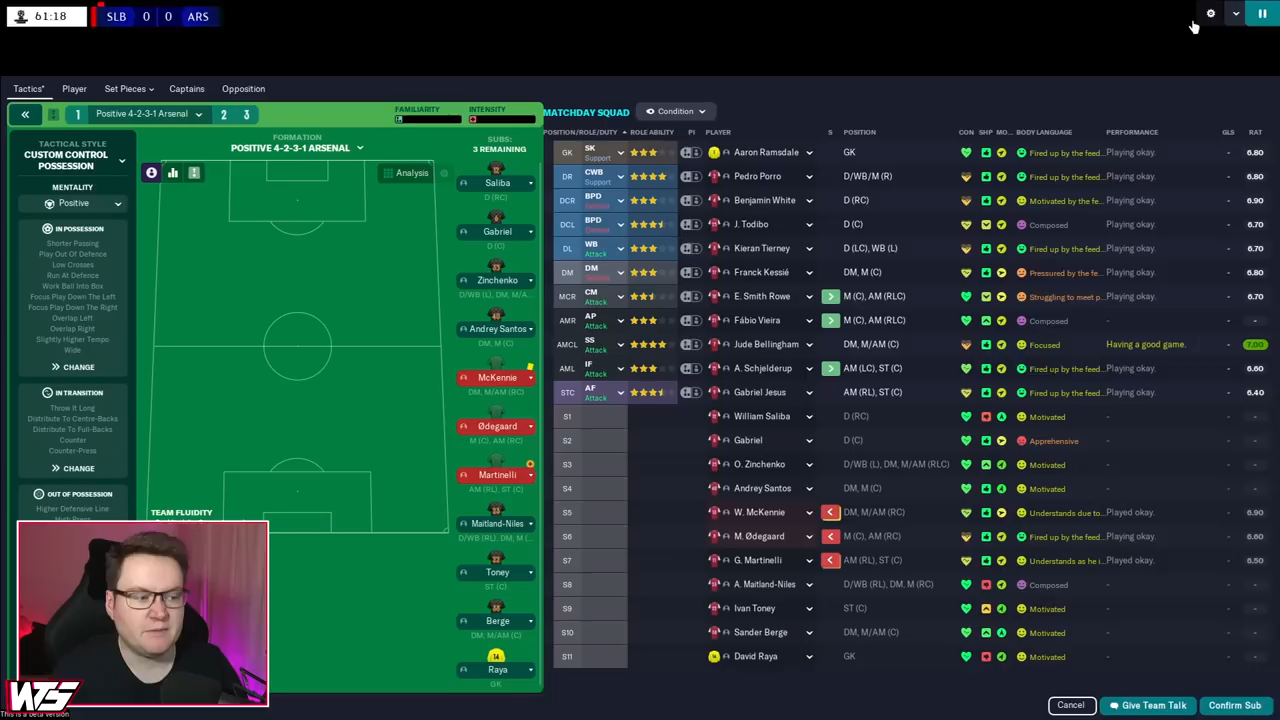 61:18 SLB 0 0 ARS
Tactics* Player Set Pieces Captains Opposition
1 Positive 4-2-3-1 Arsenal 2 3
FAMILIARITY INTENSITY
MATCHDAY SQUAD Condition
TACTICAL STYLE
CUSTOM CONTROL
POSSESSION
MENTALITY
Positive
IN POSSESSION
Shorter Passing
Play Out Of Defence
Low Crosses
Run At Defence
Work Ball Into Box
Focus Play Down The Left
Focus Play Down The Right
Overlap Left
Overlap Right
Slightly Higher Tempo
Wide
CHANGE
IN TRANSITION
Throw It Long
Distribute To Centre-Backs
Distribute To Full-Backs
Counter
Counter-Press
CHANGE
OUT OF POSSESSION
Higher Defensive Line
FORMATION
POSITIVE 4-2-3-1 ARSENAL
Analysis
TEAM FLUIDITY
SUBS:
3 REMAINING
Saliba
D (RC)
Gabriel
D (C)
Zinchenko
D/WB (L), DM, M/A...
Andrey Santos
DM, M (C)
McKennie
DM, M/AM (RC)
Ødegaard
M (C), AM (RC)
Martinelli
AM (RL), ST (C)
Maitland-Niles
D/WB (RL), DM, M (...
Toney
ST (C)
Berge
DM, M/AM (C)
14
Raya
GK
POSITION/ROLE/DUTY ROLE ABILITY PI PLAYER S POSITION CON SHP MO... BODY LANGUAGE PERFORMANCE GLS RAT
GK SK Support Aaron Ramsdale GK Fired up by the feed... Playing okay. - 6.80
DR CWB Support Pedro Porro D/WB/M (R) Fired up by the feed... Playing okay. - 6.80
DCR BPD Benjamin White D (RC) Motivated by the fe... Playing okay. - 6.90
DCL BPD J. Todibo D (C) Composed Playing okay. - 6.70
DL WB Attack Kieran Tierney D (LC), WB (L) Fired up by the feed... Playing okay. - 6.70
DM DM Franck Kessié DM, M (C) Pressured by the fe... Playing okay. - 6.80
MCR CM Attack E. Smith Rowe M (C), AM (RLC) Struggling to meet p... Playing okay. - 6.70
AMR AP Attack Fábio Vieira M (C), AM (RLC) Composed - - -
AMCL SS Attack Jude Bellingham DM, M/AM (C) Focused Having a good game. - 7.00
AML IF Attack A. Schjelderup AM (LC), ST (C) Fired up by the feed... Playing okay. - 6.60
STC AF Attack Gabriel Jesus AM (RL), ST (C) Fired up by the feed... Playing okay. - 6.40
S1 William Saliba D (RC) Motivated - - -
S2 Gabriel D (C) Apprehensive - - -
S3 O. Zinchenko D/WB (L), DM, M/AM (RLC) Motivated - - -
S4 Andrey Santos DM, M (C) Motivated - - -
S5 W. McKennie DM, M/AM (RC) Understands due to... Played okay. - 6.90
S6 M. Ødegaard M (C), AM (RC) Fired up by the feed... Playing okay. - 6.60
S7 G. Martinelli AM (RL), ST (C) Understands as he i... Played okay. - 6.50
S8 A. Maitland-Niles D/WB (RL), DM, M (RC) Composed - - -
S9 Ivan Toney ST (C) Motivated - - -
S10 Sander Berge DM, M/AM (C) Motivated - - -
S11 David Raya GK Motivated - - -
Cancel Give Team Talk Confirm Sub
WTS
This is a beta version